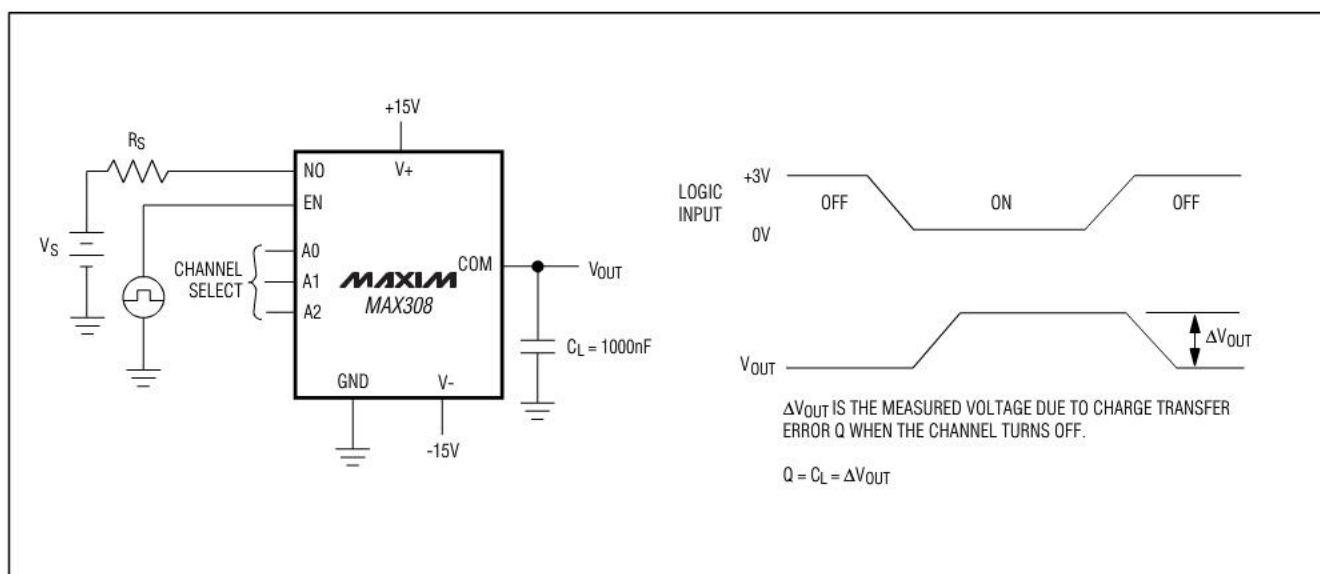 +15V
RS
NO
V+
EN
VS
A0
CHANNEL
SELECT
A1
A2
COM
MAXIM
MAX308
VOUT
CL = 1000nF
GND
V-
-15V
LOGIC
INPUT
+3V
0V
OFF
ON
OFF
VOUT
ΔVOUT
ΔVOUT IS THE MEASURED VOLTAGE DUE TO CHARGE TRANSFER
ERROR Q WHEN THE CHANNEL TURNS OFF.
Q = CL = ΔVOUT